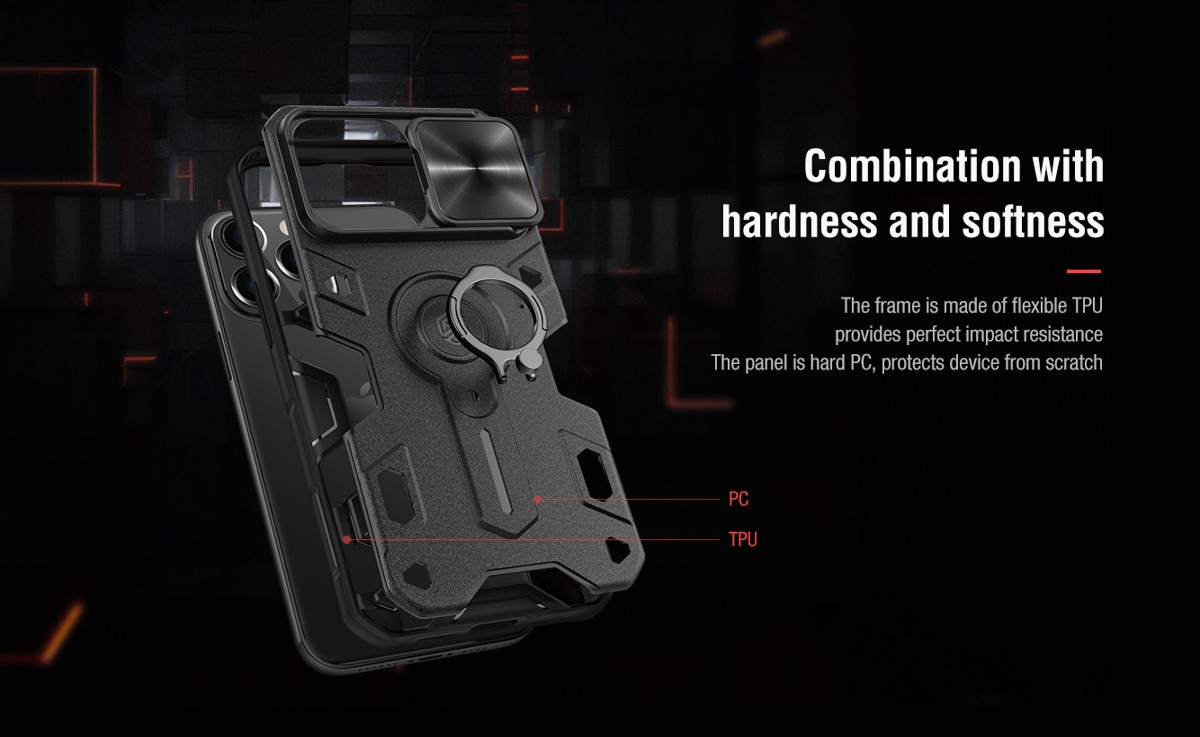 Combination with
hardness and softness
The frame is made of flexible TPU
provides perfect impact resistance
The panel is hard PC, protects device from scratch
PC
TPU